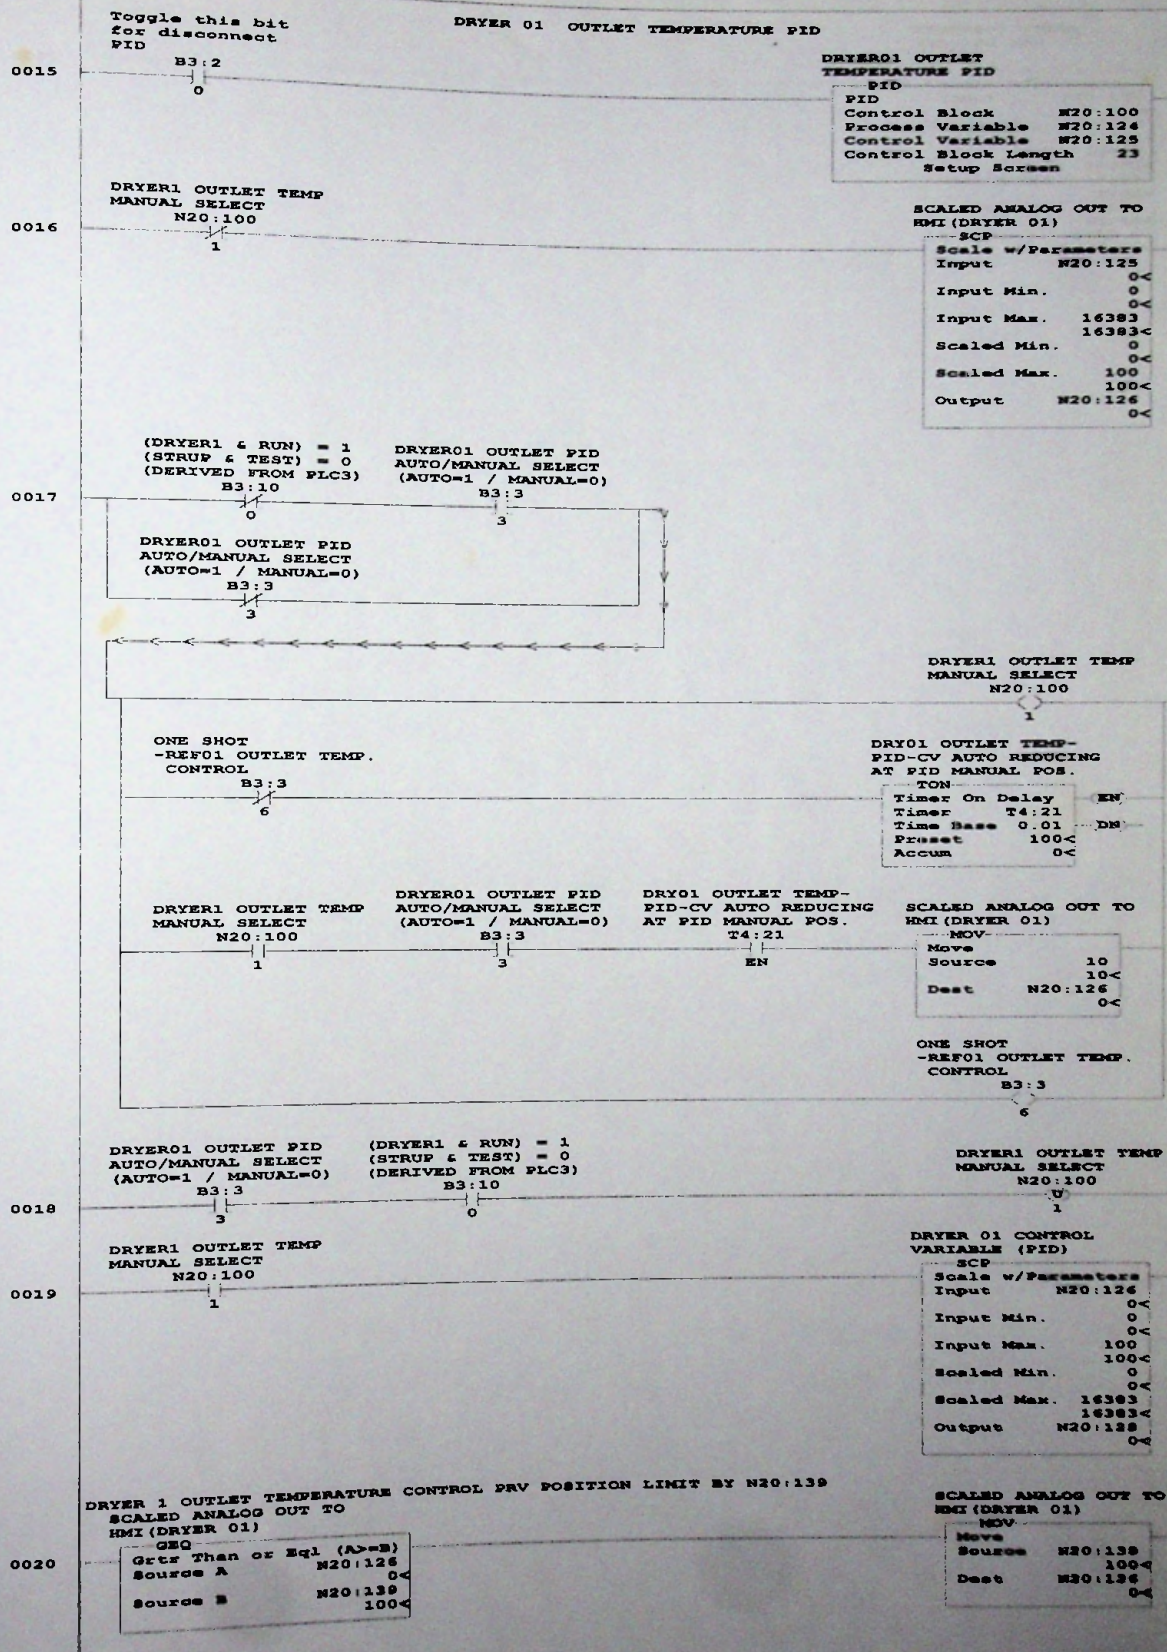 Toggle this bit
for disconnect
PID
DRYER 01 OUTLET TEMPERATURE PID
0015
B3:2
0
DRYER01 OUTLET
TEMPERATURE PID
PID
PID
Control Block N20:100
Process Variable N20:124
Control Variable N20:125
Control Block Length 23
Setup Screen
DRYER1 OUTLET TEMP
MANUAL SELECT
N20:100
0016
1
SCALED ANALOG OUT TO
HMI(DRYER 01)
SCP
Scale w/Parameters
Input N20:125
0<
Input Min. 0
0<
Input Max. 16383
16383<
Scaled Min. 0
0<
Scaled Max. 100
100<
Output N20:126
0<
(DRYER1 & RUN) = 1
(STRUP & TEST) = 0
(DERIVED FROM PLC3)
B3:10
0
DRYER01 OUTLET PID
AUTO/MANUAL SELECT
(AUTO=1 / MANUAL=0)
B3:3
3
0017
DRYER01 OUTLET PID
AUTO/MANUAL SELECT
(AUTO=1 / MANUAL=0)
B3:3
3
DRYER1 OUTLET TEMP
MANUAL SELECT
N20:100
1
ONE SHOT
-REF01 OUTLET TEMP.
CONTROL
B3:3
6
DRY01 OUTLET TEMP-
PID-CV AUTO REDUCING
AT PID MANUAL POS.
TON
Timer On Delay EN
Timer T4:21
Time Base 0.01 DN
Preset 100<
Accum 0<
DRYER1 OUTLET TEMP
MANUAL SELECT
N20:100
1
DRYER01 OUTLET PID
AUTO/MANUAL SELECT
(AUTO=1 / MANUAL=0)
B3:3
3
DRY01 OUTLET TEMP-
PID-CV AUTO REDUCING
AT PID MANUAL POS.
T4:21
EN
SCALED ANALOG OUT TO
HMI(DRYER 01)
MOV
Move
Source 10
10<
Dest N20:126
0<
ONE SHOT
-REF01 OUTLET TEMP.
CONTROL
B3:3
6
DRYER01 OUTLET PID
AUTO/MANUAL SELECT
(AUTO=1 / MANUAL=0)
B3:3
3
(DRYER1 & RUN) = 1
(STRUP & TEST) = 0
(DERIVED FROM PLC3)
B3:10
0
DRYER1 OUTLET TEMP
MANUAL SELECT
N20:100
U
1
0018
DRYER1 OUTLET TEMP
MANUAL SELECT
N20:100
1
0019
DRYER 01 CONTROL
VARIABLE (PID)
SCP
Scale w/Parameters
Input N20:126
0<
Input Min. 0
0<
Input Max. 100
100<
Scaled Min. 0
0<
Scaled Max. 16383
16383<
Output N20:128
0<
DRYER 1 OUTLET TEMPERATURE CONTROL PRV POSITION LIMIT BY N20:139
SCALED ANALOG OUT TO
HMI(DRYER 01)
GEQ
Grtr Than or Eql (A>=B)
Source A N20:126
0<
Source B N20:139
100<
0020
SCALED ANALOG OUT TO
HMI(DRYER 01)
MOV
Move
Source N20:139
100<
Dest N20:126
0<